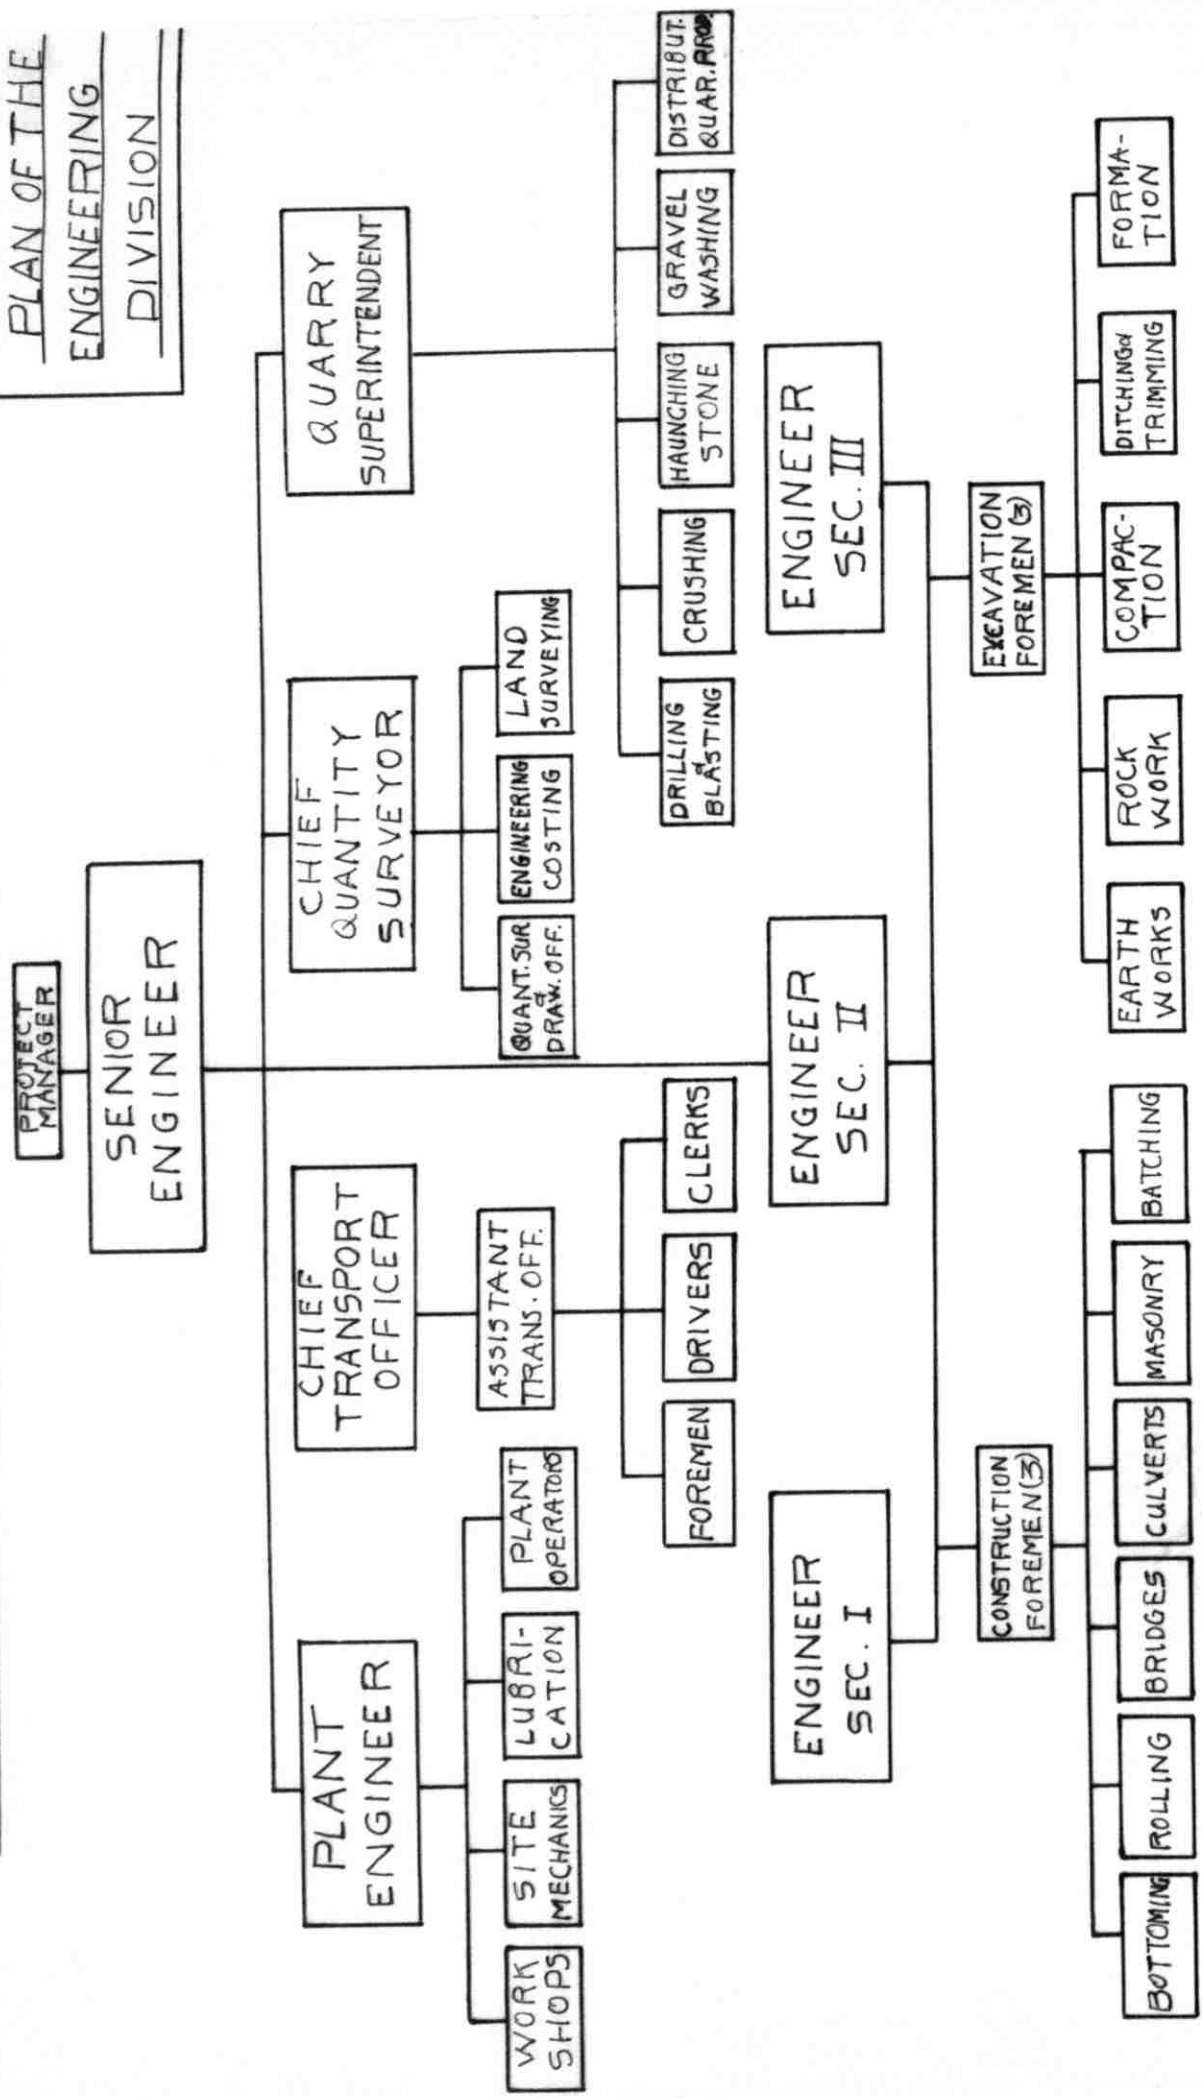 PLAN OF THE
ENGINEERING
DIVISION
PROJECT
MANAGER
SENIOR
ENGINEER
PLANT
ENGINEER
CHIEF
TRANSPORT
OFFICER
CHIEF
QUANTITY
SURVEYOR
QUARRY
SUPERINTENDENT
WORK
SHOPS
SITE
MECHANICS
LUBRI-
CATION
PLANT
OPERATORS
ASSISTANT
TRANS. OFF.
QUANT. SUR
&
DRAW. OFF.
ENGINEERING
COSTING
LAND
SURVEYING
FOREMEN
DRIVERS
CLERKS
DRILLING
&
BLASTING
CRUSHING
HAUNCHING
STONE
GRAVEL
WASHING
DISTRIBUT.
QUAR. PROD.
ENGINEER
SEC. I
ENGINEER
SEC. II
ENGINEER
SEC. III
CONSTRUCTION
FOREMEN (3)
EXCAVATION
FOREMEN (3)
BOTTOMING
ROLLING
BRIDGES
CULVERTS
MASONRY
BATCHING
EARTH
WORKS
ROCK
WORK
COMPAC-
TION
DITCHING &
TRIMMING
FORMA-
TION